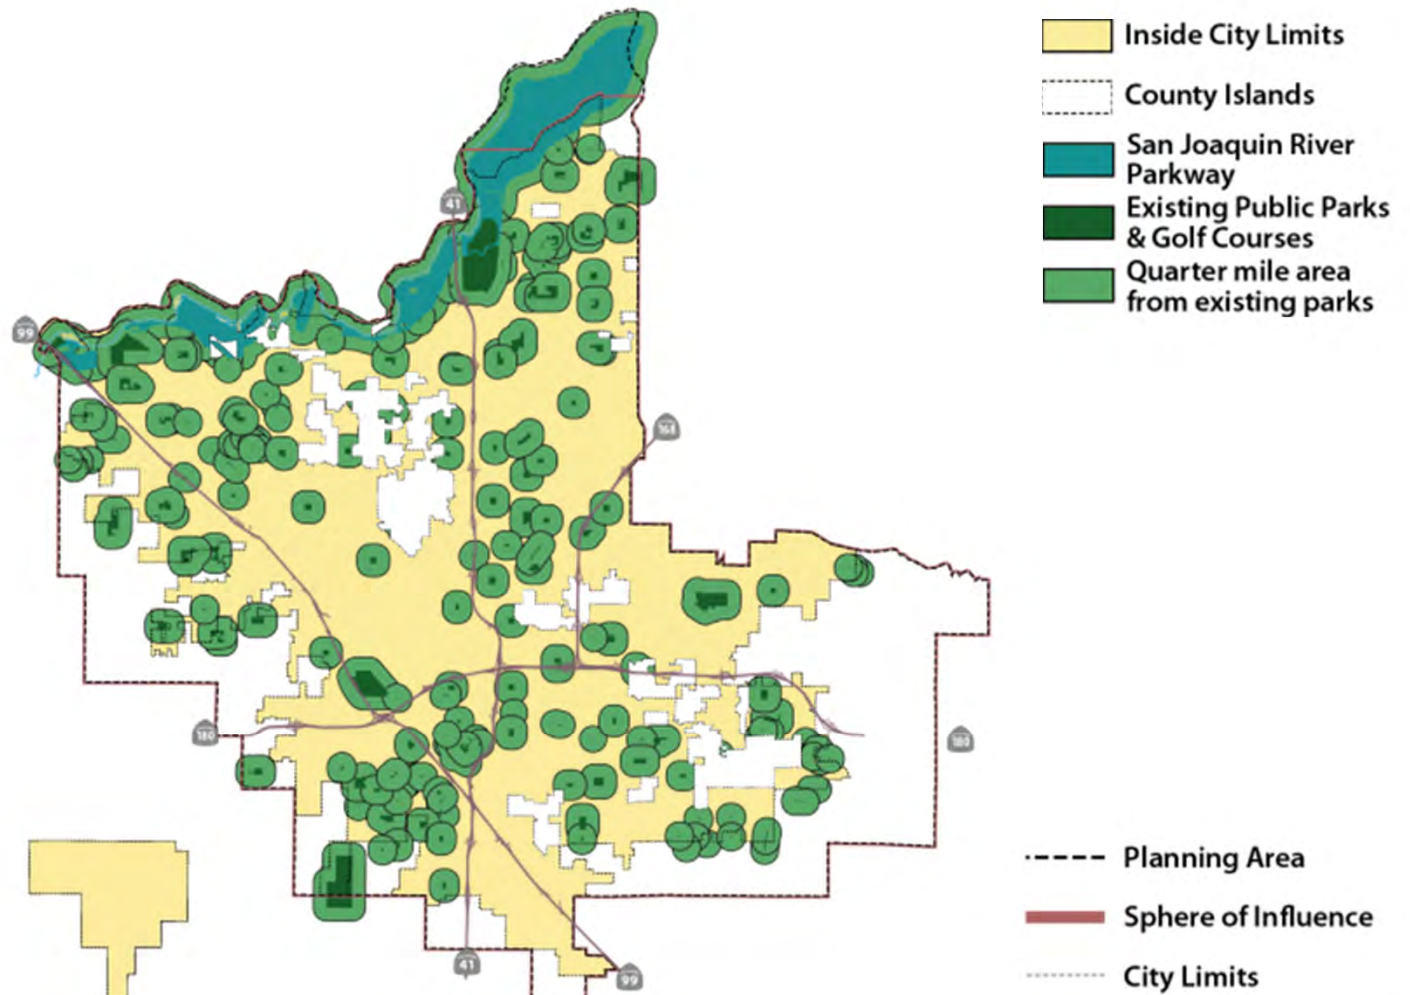 Inside City Limits
County Islands
San Joaquin River
Parkway
Existing Public Parks
& Golf Courses
Quarter mile area
from existing parks
41
99
168
180
180
41
99
Planning Area
Sphere of Influence
City Limits